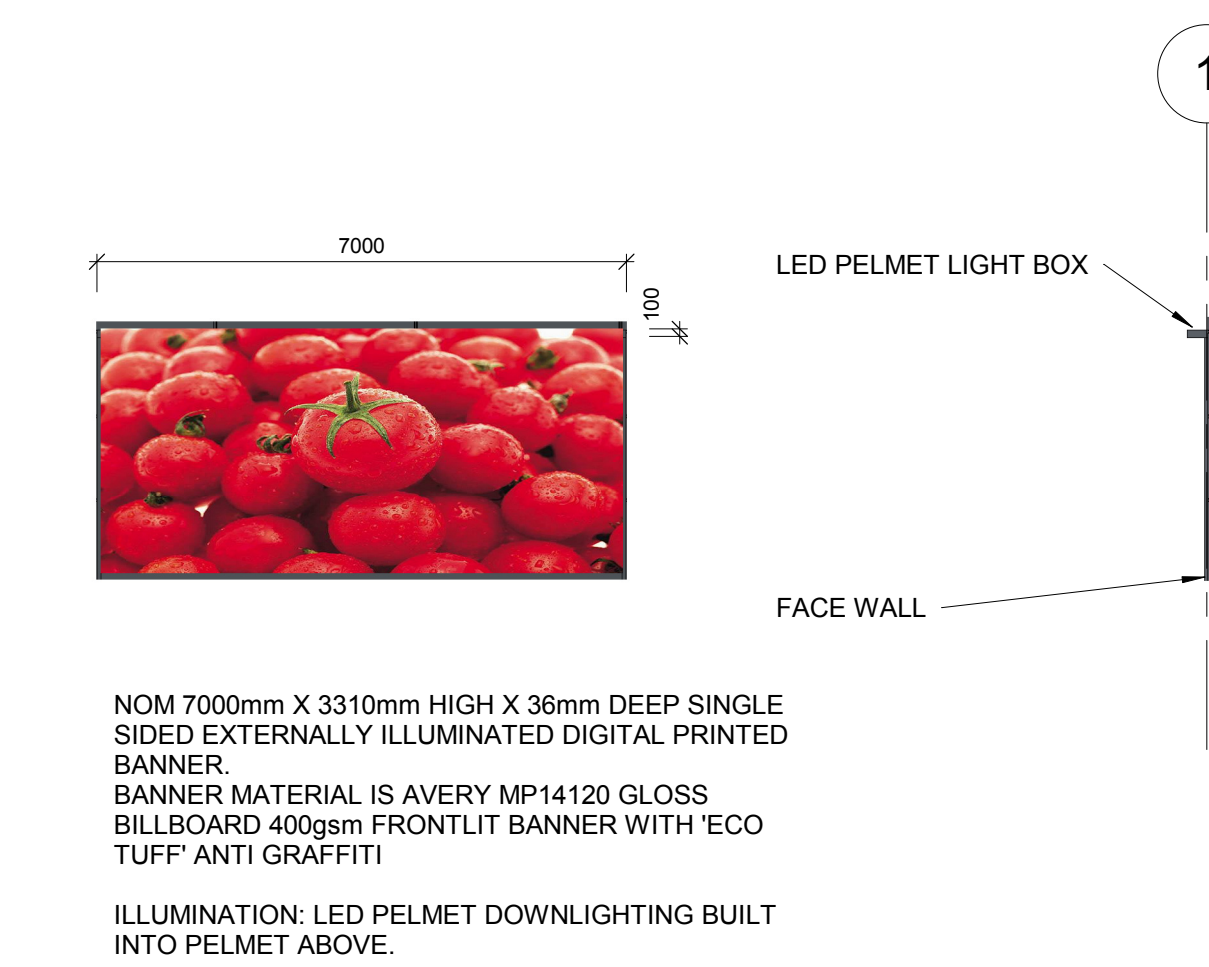 1
7000
100
LED PELMET LIGHT BOX
FACE WALL
NOM 7000mm X 3310mm HIGH X 36mm DEEP SINGLE
SIDED EXTERNALLY ILLUMINATED DIGITAL PRINTED
BANNER.
BANNER MATERIAL IS AVERY MP14120 GLOSS
BILLBOARD 400gsm FRONTLIT BANNER WITH 'ECO
TUFF' ANTI GRAFFITI
ILLUMINATION: LED PELMET DOWNLIGHTING BUILT
INTO PELMET ABOVE.